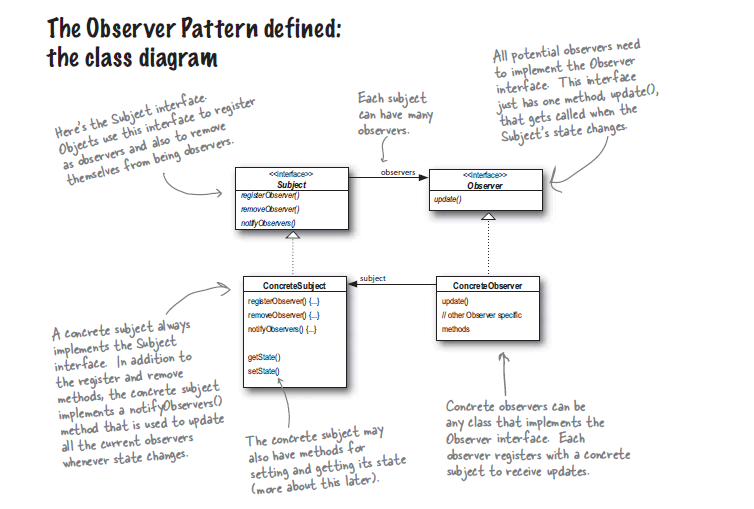 The Observer Pattern defined:
the class diagram
Here's the Subject interface.
Objects use this interface to register
as observers and also to remove
themselves from being observers.
Each subject
can have many
observers.
All potential observers need
to implement the Observer
interface. This interface
just has one method, update(),
that gets called when the
Subject's state changes.
<<interface>>
Subject
registerObserver()
removeObserver()
notifyObservers()
observers
<<interface>>
Observer
update()
ConcreteSubject
registerObserver() {...}
removeObserver() {...}
notifyObservers() {...}
getState()
setState()
subject
ConcreteObserver
update()
// other Observer specific
methods
A concrete subject always
implements the Subject
interface. In addition to
the register and remove
methods, the concrete subject
implements a notifyObservers()
method that is used to update
all the current observers
whenever state changes.
The concrete subject may
also have methods for
setting and getting its state
(more about this later).
Concrete observers can be
any class that implements the
Observer interface. Each
observer registers with a concrete
subject to receive updates.